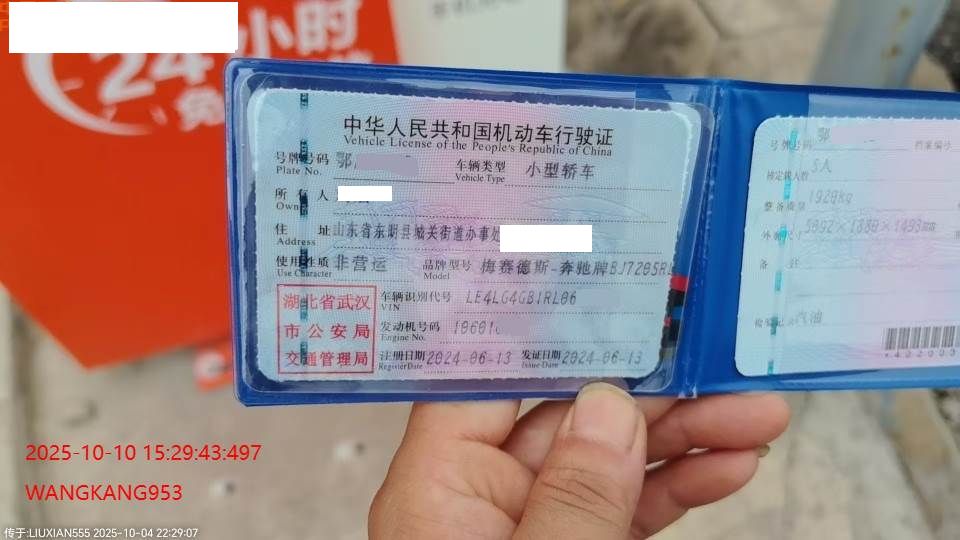 24小时
中华人民共和国机动车行驶证
Vehicle License of the People's Republic of China
号牌号码 鄂 车辆类型 小型轿车
Plate No. Vehicle Type
所有人
Owner
住址 山东省东明县城关街道办事处
Address
使用性质 非营运 品牌型号 梅赛德斯-奔驰牌BJ7205R
Use Character Model
湖北省武汉
市公安局
交通管理局
车辆识别代号 LE4LG4GB1RL06
VIN
发动机号码
Engine No.
注册日期 2024-06-13 发证日期 2024-06-13
Register Date Issue Date
号牌号码 鄂 档案编号
核定载人数 5人
整备质量 1920kg
外廓尺寸 5092×1880×1493mm
备注
检验记录 汽油
2025-10-10 15:29:43:497
WANGKANG953
传于:LIUXIAN555 2025-10-04 22:29:07